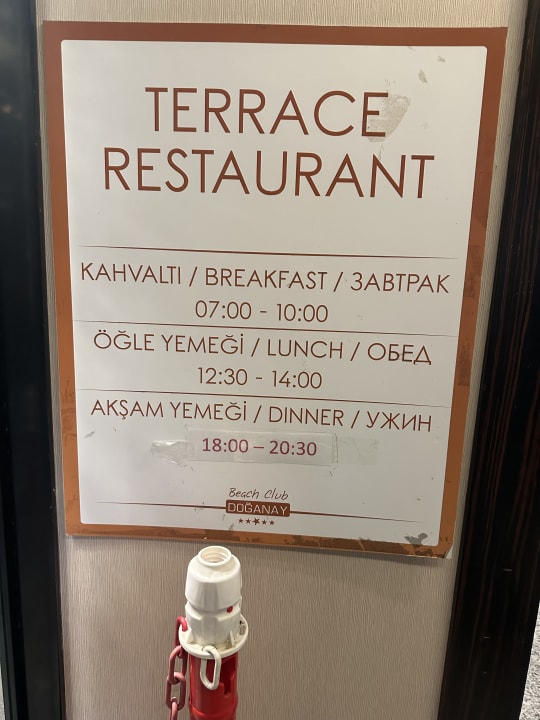 TERRACE
RESTAURANT
KAHVALTI / BREAKFAST / ЗАВТРАК
07:00 - 10:00
ÖĞLE YEMEĞİ / LUNCH / ОБЕД
12:30 - 14:00
AKŞAM YEMEĞİ / DINNER / УЖИН
18:00 – 20:30
Beach Club
DOĞANAY